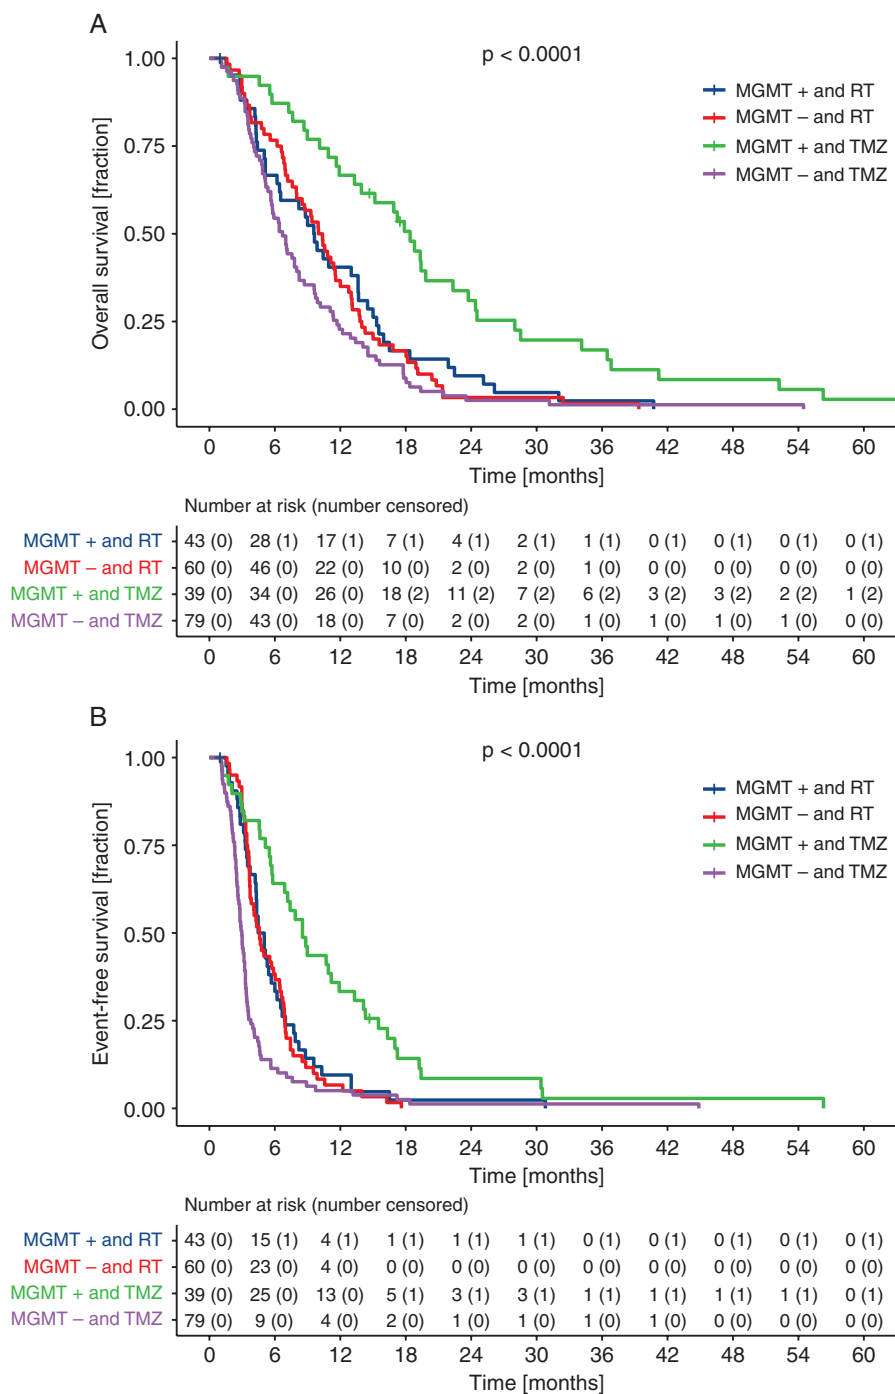 A
p < 0.0001
1.00
0.75
0.50
0.25
0.00
Overall survival [fraction]
MGMT + and RT
MGMT – and RT
MGMT + and TMZ
MGMT – and TMZ
0 6 12 18 24 30 36 42 48 54 60
Time [months]
Number at risk (number censored)
MGMT + and RT 43 (0) 28 (1) 17 (1) 7 (1) 4 (1) 2 (1) 1 (1) 0 (1) 0 (1) 0 (1) 0 (1)
MGMT – and RT 60 (0) 46 (0) 22 (0) 10 (0) 2 (0) 2 (0) 1 (0) 0 (0) 0 (0) 0 (0) 0 (0)
MGMT + and TMZ 39 (0) 34 (0) 26 (0) 18 (2) 11 (2) 7 (2) 6 (2) 3 (2) 3 (2) 2 (2) 1 (2)
MGMT – and TMZ 79 (0) 43 (0) 18 (0) 7 (0) 2 (0) 2 (0) 1 (0) 1 (0) 1 (0) 1 (0) 0 (0)
0 6 12 18 24 30 36 42 48 54 60
Time [months]
B
p < 0.0001
1.00
0.75
0.50
0.25
0.00
Event-free survival [fraction]
MGMT + and RT
MGMT – and RT
MGMT + and TMZ
MGMT – and TMZ
0 6 12 18 24 30 36 42 48 54 60
Time [months]
Number at risk (number censored)
MGMT + and RT 43 (0) 15 (1) 4 (1) 1 (1) 1 (1) 1 (1) 0 (1) 0 (1) 0 (1) 0 (1) 0 (1)
MGMT – and RT 60 (0) 23 (0) 4 (0) 0 (0) 0 (0) 0 (0) 0 (0) 0 (0) 0 (0) 0 (0) 0 (0)
MGMT + and TMZ 39 (0) 25 (0) 13 (0) 5 (1) 3 (1) 3 (1) 1 (1) 1 (1) 1 (1) 1 (1) 0 (1)
MGMT – and TMZ 79 (0) 9 (0) 4 (0) 2 (0) 1 (0) 1 (0) 1 (0) 1 (0) 0 (0) 0 (0) 0 (0)
0 6 12 18 24 30 36 42 48 54 60
Time [months]